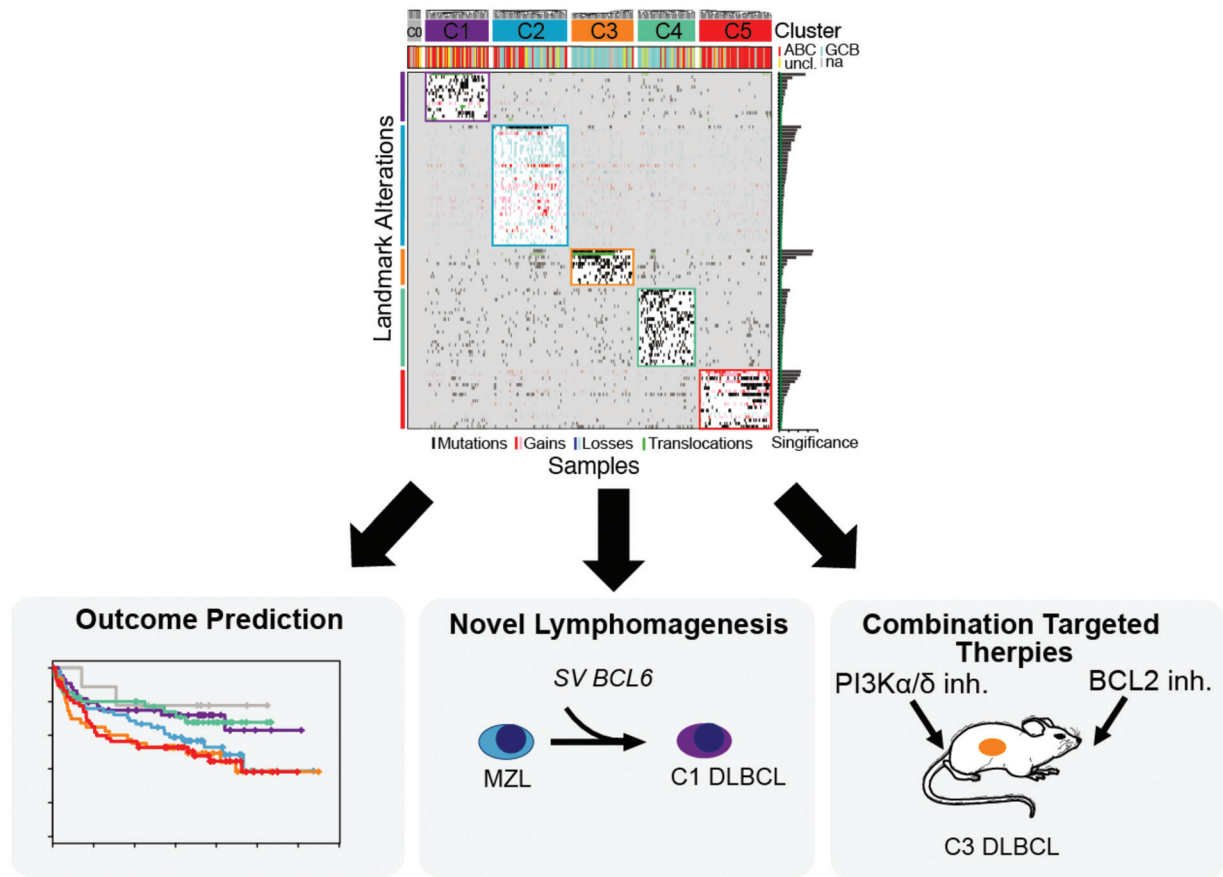 C0 C1 C2 C3 C4 C5 Cluster
ABC GCB
uncl. na
Landmark Alterations
Mutations Gains Losses Translocations Singificance
Samples
Outcome Prediction
Novel Lymphomagenesis
SV BCL6
MZL
C1 DLBCL
Combination Targeted
Therpies
PI3Kα/δ inh.
BCL2 inh.
C3 DLBCL